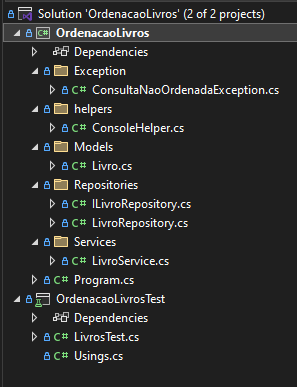 Solution 'OrdenacaoLivros' (2 of 2 projects)
C# OrdenacaoLivros
Dependencies
Exception
C# ConsultaNaoOrdenadaException.cs
helpers
C# ConsoleHelper.cs
Models
C# Livro.cs
Repositories
C# ILivroRepository.cs
C# LivroRepository.cs
Services
C# LivroService.cs
C# Program.cs
OrdenacaoLivrosTest
Dependencies
C# LivrosTest.cs
C# Usings.cs